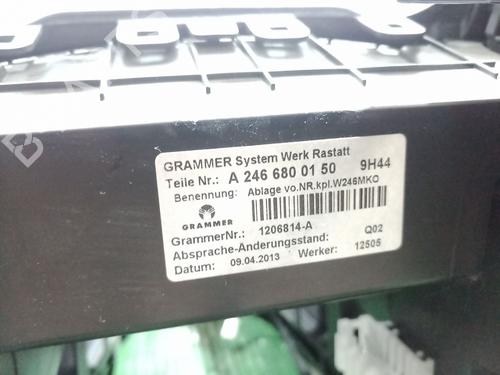 GRAMMER System Werk Rastatt
Teile Nr.: A 246 680 01 50 9H44
Benennung: Ablage vo.NR.kpl.W246MKO
GRAMMER
GrammerNr.: 1206814-A Q02
Absprache-Änderungsstand:
Datum: 09.04.2013 Werker: 12505